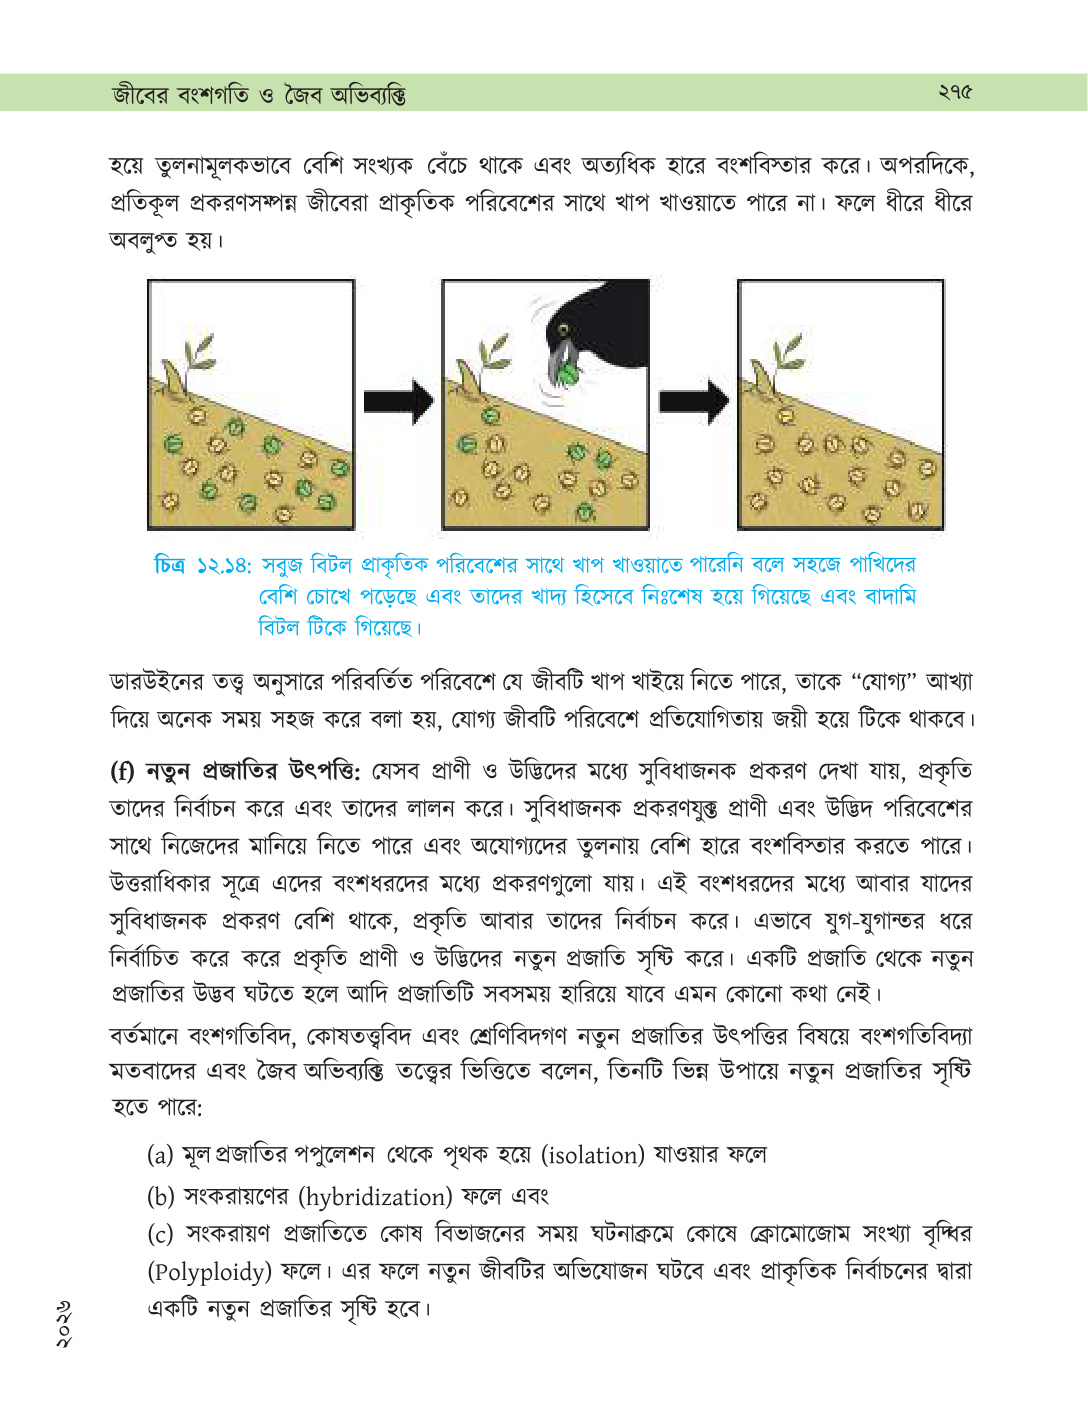 জীবের বংশগতি ও জৈব অভিব্যক্তি
২৭৫
হয়ে তুলনামূলকভাবে বেশি সংখ্যক বেঁচে থাকে এবং অত্যধিক হারে বংশবিস্তার করে। অপরদিকে,
প্রতিকূল প্রকরণসম্পন্ন জীবেরা প্রাকৃতিক পরিবেশের সাথে খাপ খাওয়াতে পারে না। ফলে ধীরে ধীরে
অবলুপ্ত হয়।
চিত্র ১২.১৪: সবুজ বিটল প্রাকৃতিক পরিবেশের সাথে খাপ খাওয়াতে পারেনি বলে সহজে পাখিদের
বেশি চোখে পড়েছে এবং তাদের খাদ্য হিসেবে নিঃশেষ হয়ে গিয়েছে এবং বাদামি
বিটল টিকে গিয়েছে।
ডারউইনের তত্ত্ব অনুসারে পরিবর্তিত পরিবেশে যে জীবটি খাপ খাইয়ে নিতে পারে, তাকে “যোগ্য” আখ্যা
দিয়ে অনেক সময় সহজ করে বলা হয়, যোগ্য জীবটি পরিবেশে প্রতিযোগিতায় জয়ী হয়ে টিকে থাকবে।
(f) নতুন প্রজাতির উৎপত্তি: যেসব প্রাণী ও উদ্ভিদের মধ্যে সুবিধাজনক প্রকরণ দেখা যায়, প্রকৃতি
তাদের নির্বাচন করে এবং তাদের লালন করে। সুবিধাজনক প্রকরণযুক্ত প্রাণী এবং উদ্ভিদ পরিবেশের
সাথে নিজেদের মানিয়ে নিতে পারে এবং অযোগ্যদের তুলনায় বেশি হারে বংশবিস্তার করতে পারে।
উত্তরাধিকার সূত্রে এদের বংশধরদের মধ্যে প্রকরণগুলো যায়। এই বংশধরদের মধ্যে আবার যাদের
সুবিধাজনক প্রকরণ বেশি থাকে, প্রকৃতি আবার তাদের নির্বাচন করে। এভাবে যুগ-যুগান্তর ধরে
নির্বাচিত করে করে প্রকৃতি প্রাণী ও উদ্ভিদের নতুন প্রজাতি সৃষ্টি করে। একটি প্রজাতি থেকে নতুন
প্রজাতির উদ্ভব ঘটতে হলে আদি প্রজাতিটি সবসময় হারিয়ে যাবে এমন কোনো কথা নেই।
বর্তমানে বংশগতিবিদ, কোষতত্ত্ববিদ এবং শ্রেণিবিদগণ নতুন প্রজাতির উৎপত্তির বিষয়ে বংশগতিবিদ্যা
মতবাদের এবং জৈব অভিব্যক্তি তত্ত্বের ভিত্তিতে বলেন, তিনটি ভিন্ন উপায়ে নতুন প্রজাতির সৃষ্টি
হতে পারে:
(a) মূল প্রজাতির পপুলেশন থেকে পৃথক হয়ে (isolation) যাওয়ার ফলে
(b) সংকরায়ণের (hybridization) ফলে এবং
(c) সংকরায়ণ প্রজাতিতে কোষ বিভাজনের সময় ঘটনাক্রমে কোষে ক্রোমোজোম সংখ্যা বৃদ্ধির
(Polyploidy) ফলে। এর ফলে নতুন জীবটির অভিযোজন ঘটবে এবং প্রাকৃতিক নির্বাচনের দ্বারা
একটি নতুন প্রজাতির সৃষ্টি হবে।
২০২৬